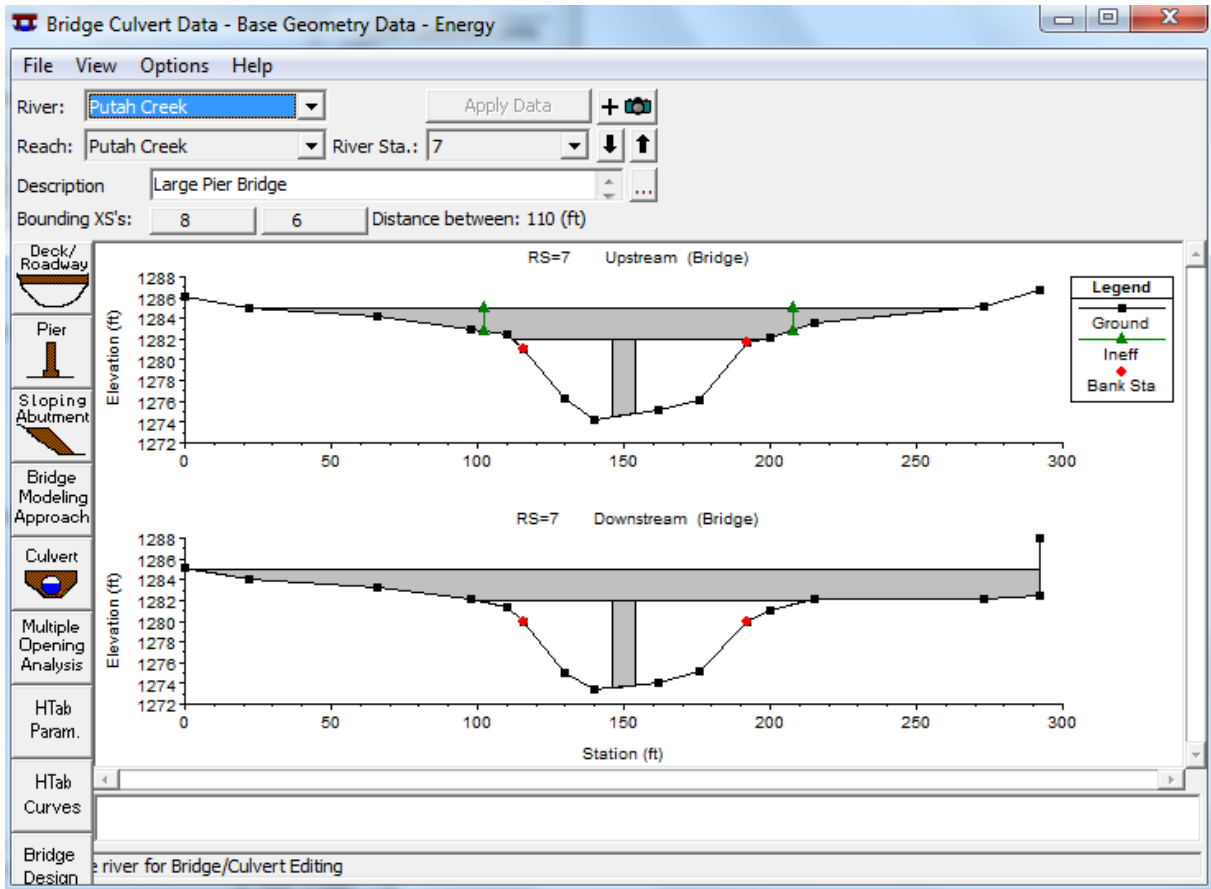 Bridge Culvert Data - Base Geometry Data - Energy
File View Options Help
River: Putah Creek Apply Data +
Reach: Putah Creek River Sta.: 7
Description Large Pier Bridge ...
Bounding XS's: 8 6 Distance between: 110 (ft)
Deck/
Roadway
Pier
Sloping
Abutment
Bridge
Modeling
Approach
Culvert
Multiple
Opening
Analysis
HTab
Param.
HTab
Curves
Bridge
Design
RS=7 Upstream (Bridge)
Elevation (ft)
1288
1286
1284
1282
1280
1278
1276
1274
1272
0 50 100 150 200 250 300
Legend
Ground
Ineff
Bank Sta
RS=7 Downstream (Bridge)
Elevation (ft)
1288
1286
1284
1282
1280
1278
1276
1274
1272
0 50 100 150 200 250 300
Station (ft)
river for Bridge/Culvert Editing